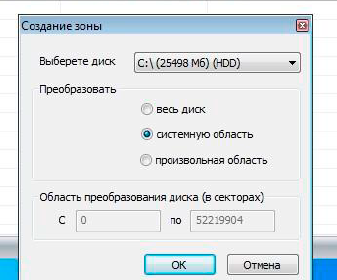 Создание зоны
Выберете диск C:\ (25498 Мб) (HDD)
Преобразовать
весь диск
системную область
произвольная область
Область преобразования диска (в секторах)
С 0 по 52219904
OK Отмена